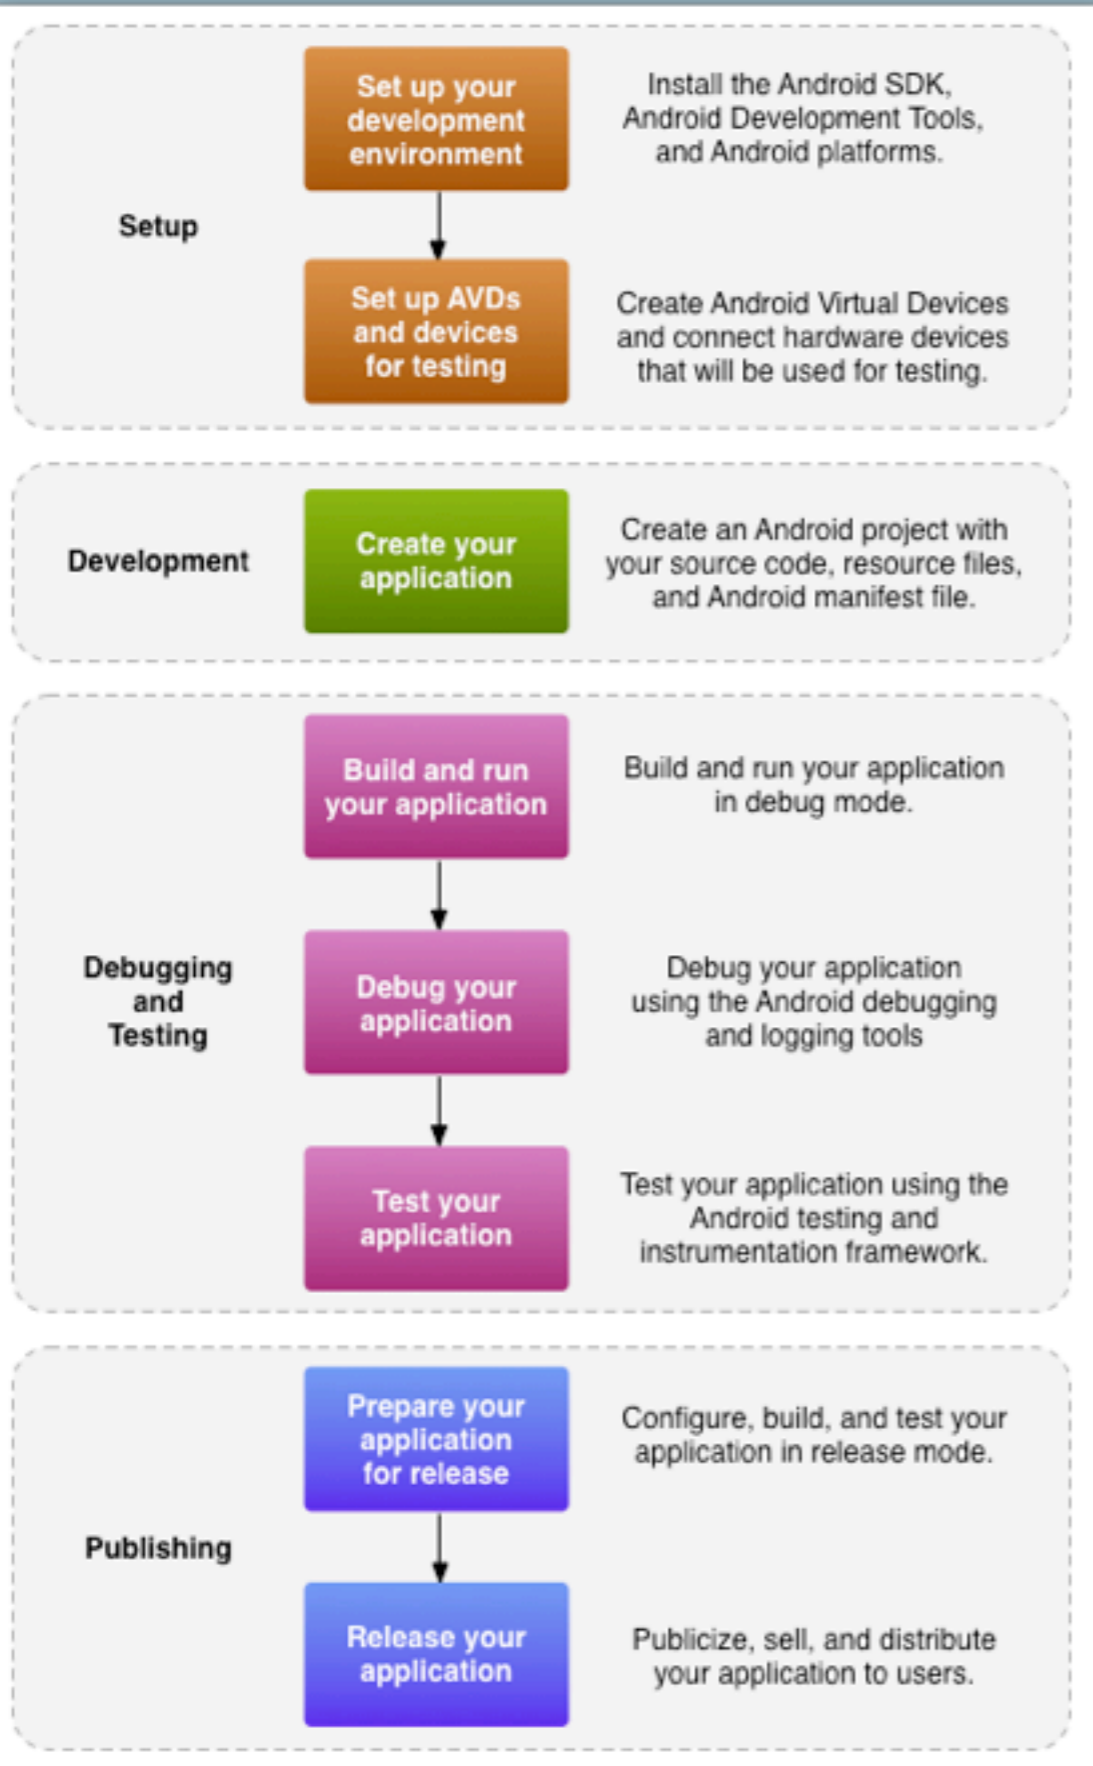 Set up your
development
environment
Install the Android SDK,
Android Development Tools,
and Android platforms.
Setup
Set up AVDs
and devices
for testing
Create Android Virtual Devices
and connect hardware devices
that will be used for testing.
Development
Create your
application
Create an Android project with
your source code, resource files,
and Android manifest file.
Build and run
your application
Build and run your application
in debug mode.
Debugging
and
Testing
Debug your
application
Debug your application
using the Android debugging
and logging tools
Test your
application
Test your application using the
Android testing and
instrumentation framework.
Prepare your
application
for release
Configure, build, and test your
application in release mode.
Publishing
Release your
application
Publicize, sell, and distribute
your application to users.